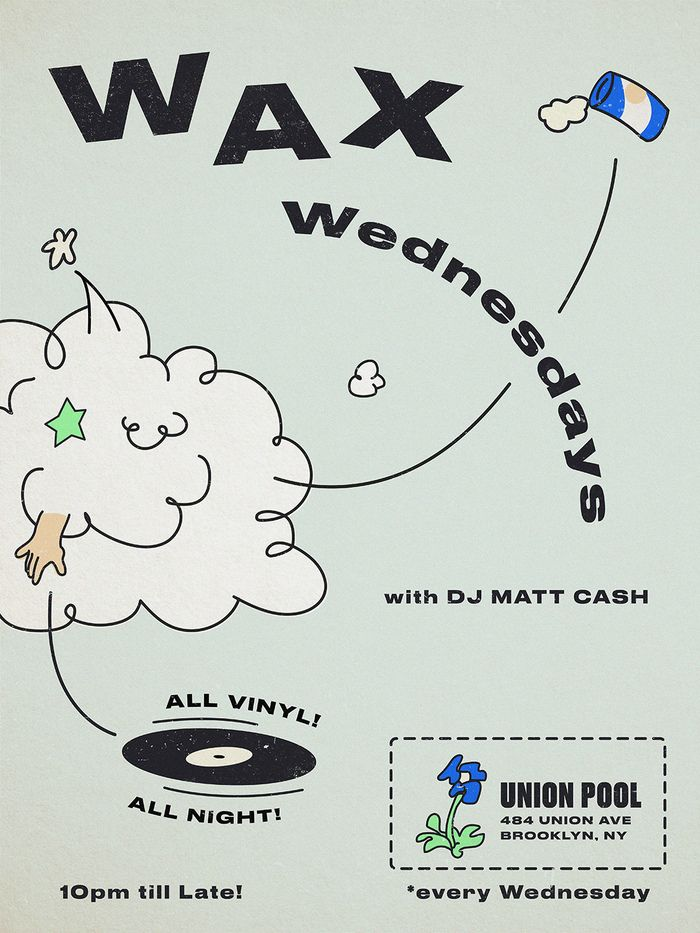 WAX
Wednesdays
with DJ MATT CASH
ALL VINYL!
ALL NiGHT!
UNION POOL
484 UNION AVE
BROOKLYN, NY
10pm till Late!
*every Wednesday